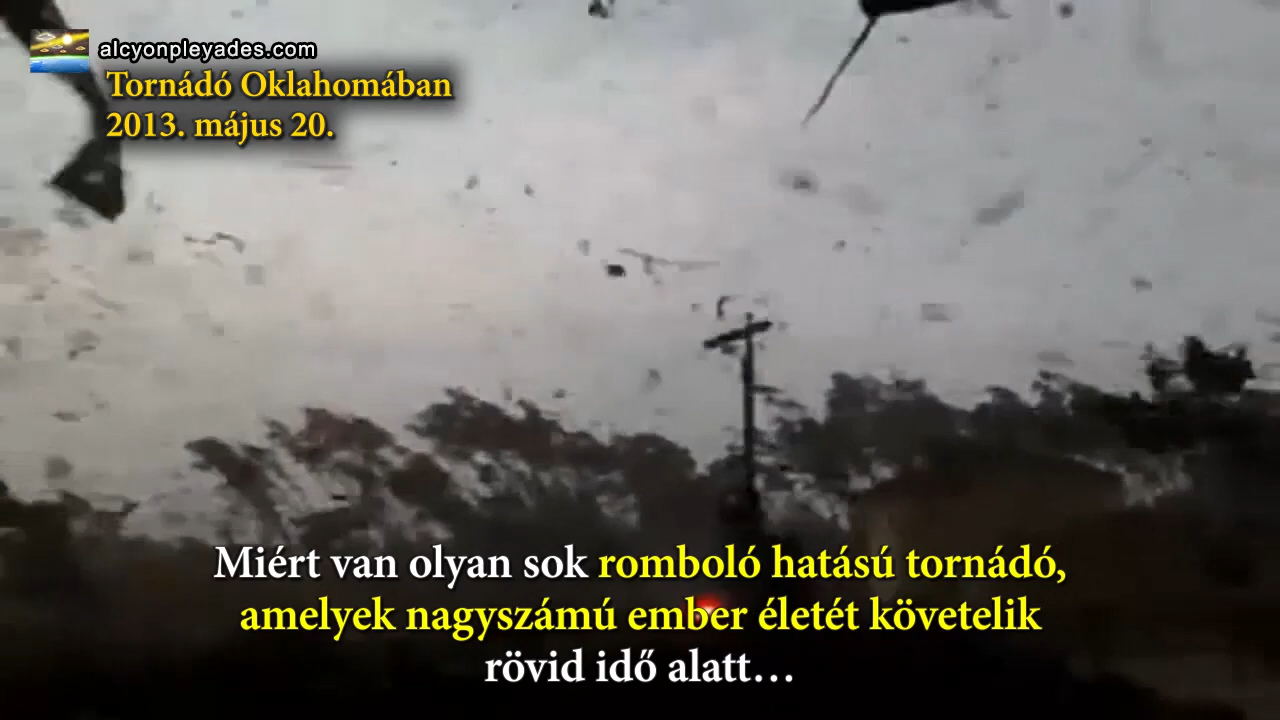 alcyonpleyades.com
Tornádó Oklahomában
2013. május 20.
Miért van olyan sok romboló hatású tornádó,
amelyek nagyszámú ember életét követelik
rövid idő alatt…